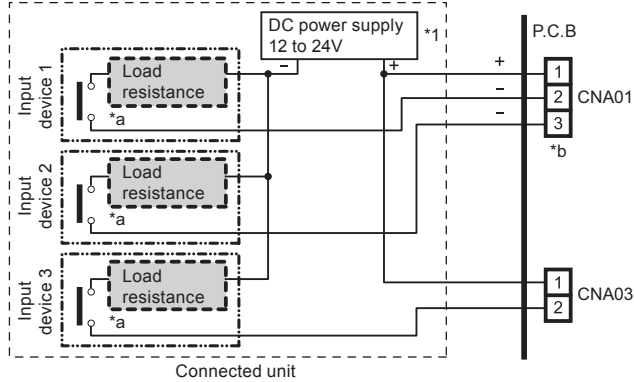 DC power supply
12 to 24V
*1
P.C.B
− + + 1
Input
device 1
Load
resistance
*a
− 2 CNA01
− 3
*b
Input
device 2
Load
resistance
*a
Input
device 3
Load
resistance
*a
1
2
CNA03
Connected unit